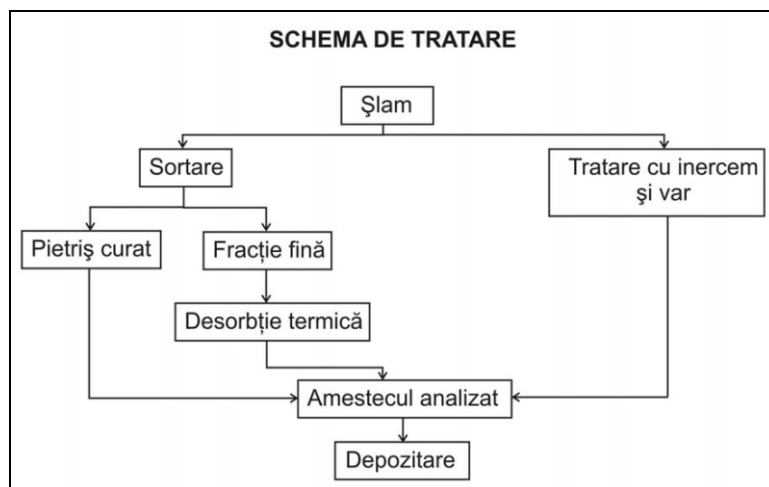 SCHEMA DE TRATARE
Şlam
Sortare
Tratare cu inercem
şi var
Pietriş curat
Fracție fină
Desorbție termică
Amestecul analizat
Depozitare